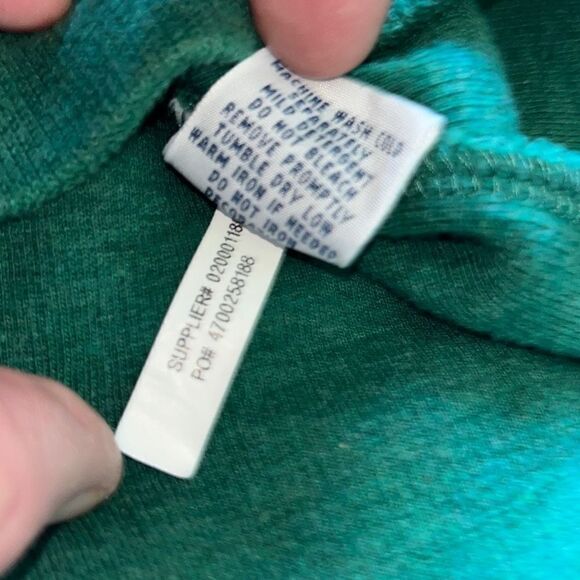 MACHINE WASH COLD
SEPARATELY
MILD DETERGENT
DO NOT BLEACH
REMOVE PROMPTLY
TUMBLE DRY LOW
WARM IRON IF NEEDED
DO NOT IRON
SUPPLIER# 02000118
PO# 4700258188